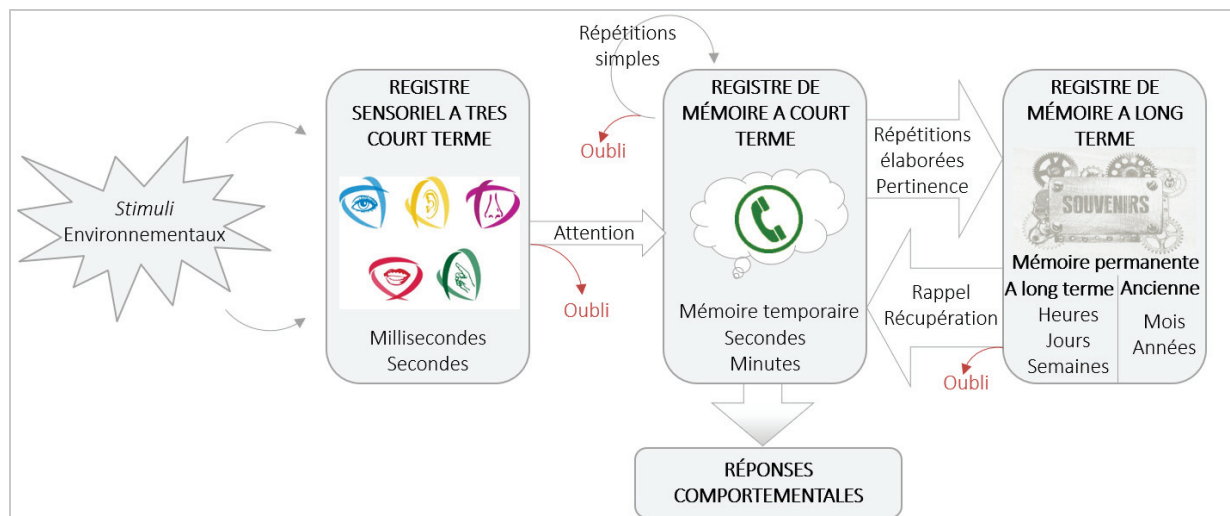 Stimuli
Environnementaux
REGISTRE
SENSORIEL A TRES
COURT TERME
Millisecondes
Secondes
Attention
Oubli
Répétitions
simples
Oubli
REGISTRE DE
MÉMOIRE A COURT
TERME
Mémoire temporaire
Secondes
Minutes
Répétitions
élaborées
Pertinence
Rappel
Récupération
Oubli
REGISTRE DE
MÉMOIRE A LONG
TERME
SOUVENIRS
Mémoire permanente
A long terme
Heures
Jours
Semaines
Ancienne
Mois
Années
RÉPONSES
COMPORTEMENTALES